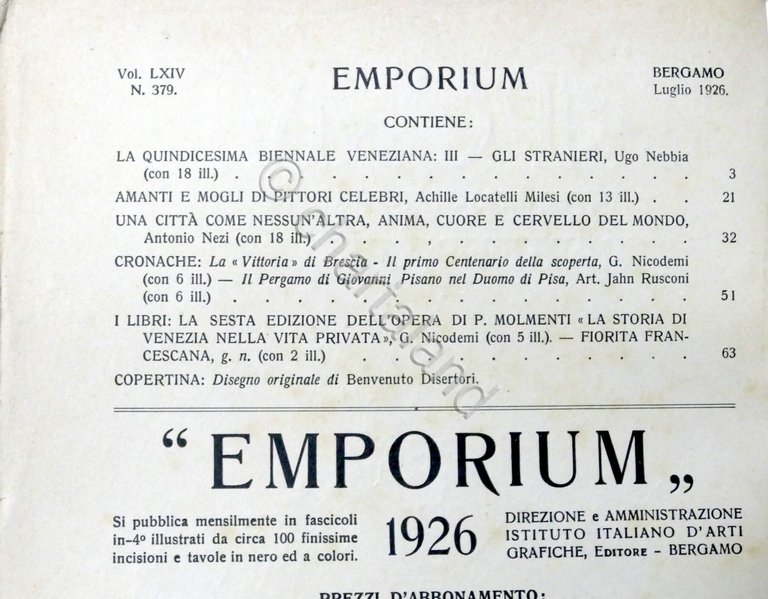 Vol. LXIV EMPORIUM BERGAMO
N. 379. Luglio 1926.
CONTIENE:
LA QUINDICESIMA BIENNALE VENEZIANA: III — GLI STRANIERI, Ugo Nebbia
(con 18 ill.) . . . . . . . . . . . . . 3
AMANTI E MOGLI DI PITTORI CELEBRI, Achille Locatelli Milesi (con 13 ill.) . . 21
UNA CITTÀ COME NESSUN'ALTRA, ANIMA, CUORE E CERVELLO DEL MONDO,
Antonio Nezi (con 18 ill.) . . . . . . . . . . . . 32
CRONACHE: La « Vittoria » di Brescia - Il primo Centenario della scoperta, G. Nicodemi
(con 6 ill.) — Il Pergamo di Giovanni Pisano nel Duomo di Pisa, Art. Jahn Rusconi
(con 6 ill.) . . . . . . . . . . . . . 51
I LIBRI: LA SESTA EDIZIONE DELL'OPERA DI P. MOLMENTI « LA STORIA DI
VENEZIA NELLA VITA PRIVATA», G. Nicodemi (con 5 ill.). — FIORITA FRAN-
CESCANA, g. n. (con 2 ill.) . . . . . . . . . . . 63
COPERTINA: Disegno originale di Benvenuto Disertori.
© chartaland
“ EMPORIUM „
Si pubblica mensilmente in fascicoli
in-4º illustrati da circa 100 finissime
incisioni e tavole in nero ed a colori.
1926
DIREZIONE e AMMINISTRAZIONE
ISTITUTO ITALIANO D'ARTI
GRAFICHE, EDITORE - BERGAMO
PREZZI D'ABBONAMENTO: